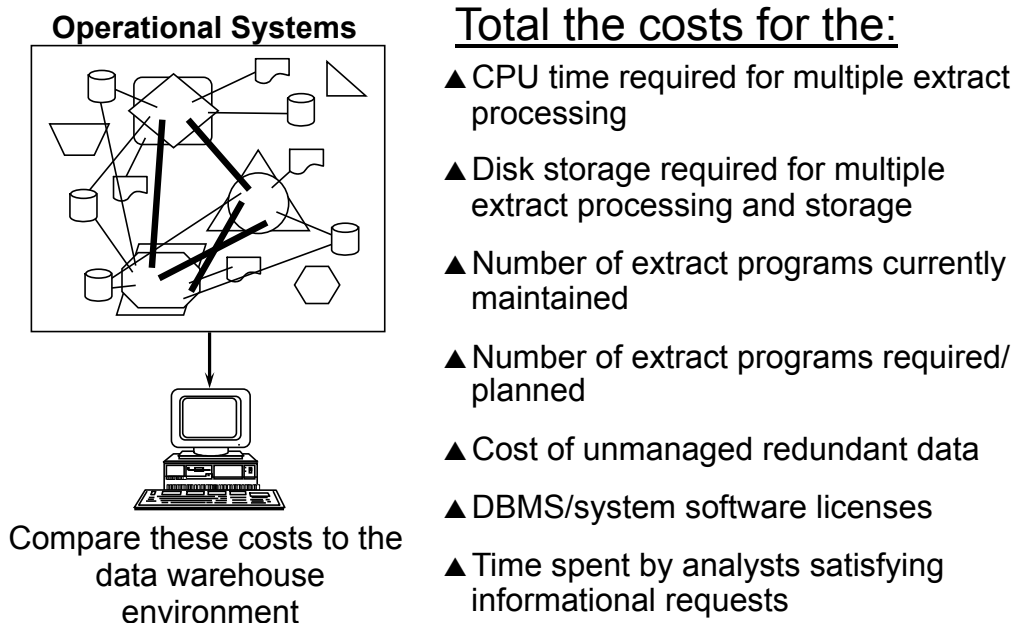 Operational Systems
Compare these costs to the
data warehouse
environment
Total the costs for the:
▲ CPU time required for multiple extract
processing
▲ Disk storage required for multiple
extract processing and storage
▲ Number of extract programs currently
maintained
▲ Number of extract programs required/
planned
▲ Cost of unmanaged redundant data
▲ DBMS/system software licenses
▲ Time spent by analysts satisfying
informational requests